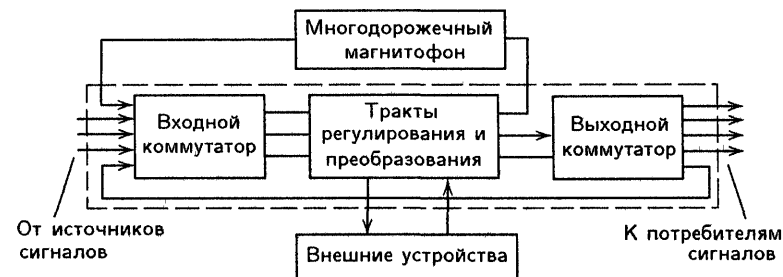 Многодорожечный
магнитофон
Входной
коммутатор
Тракты
регулирования и
преобразования
Выходной
коммутатор
От источников
сигналов
Внешние устройства
К потребителям
сигналов